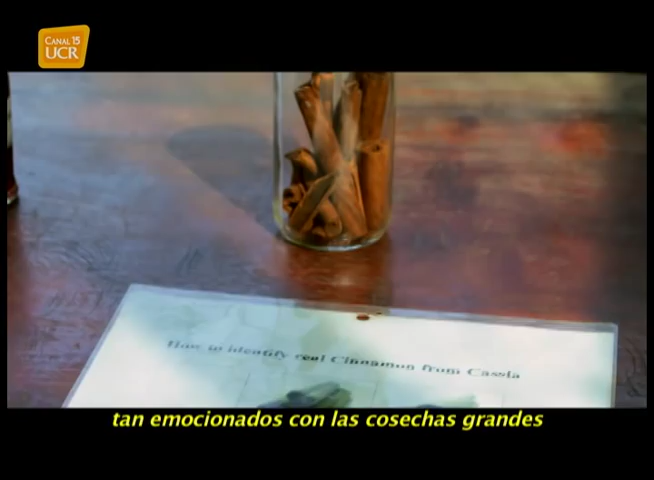 CANAL 15
UCR
How to identify real Cinnamon from Cassia
tan emocionados con las cosechas grandes